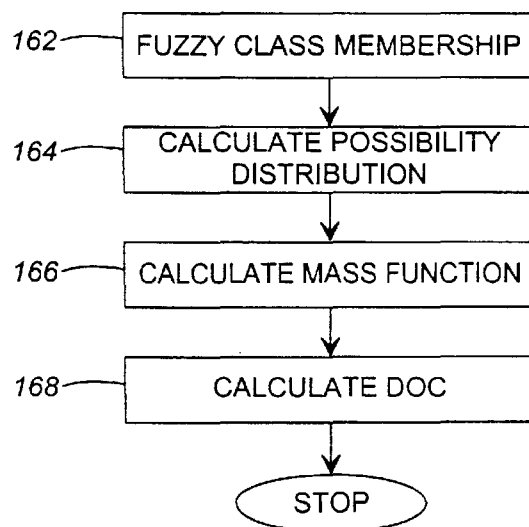 162 FUZZY CLASS MEMBERSHIP
164 CALCULATE POSSIBILITY
DISTRIBUTION
166 CALCULATE MASS FUNCTION
168 CALCULATE DOC
STOP